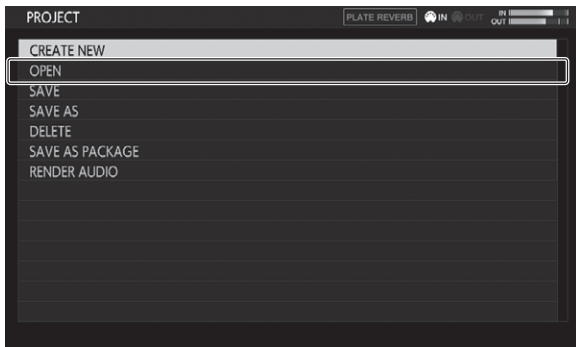 PROJECT PLATE REVERB IN OUT IN
OUT
CREATE NEW
OPEN
SAVE
SAVE AS
DELETE
SAVE AS PACKAGE
RENDER AUDIO